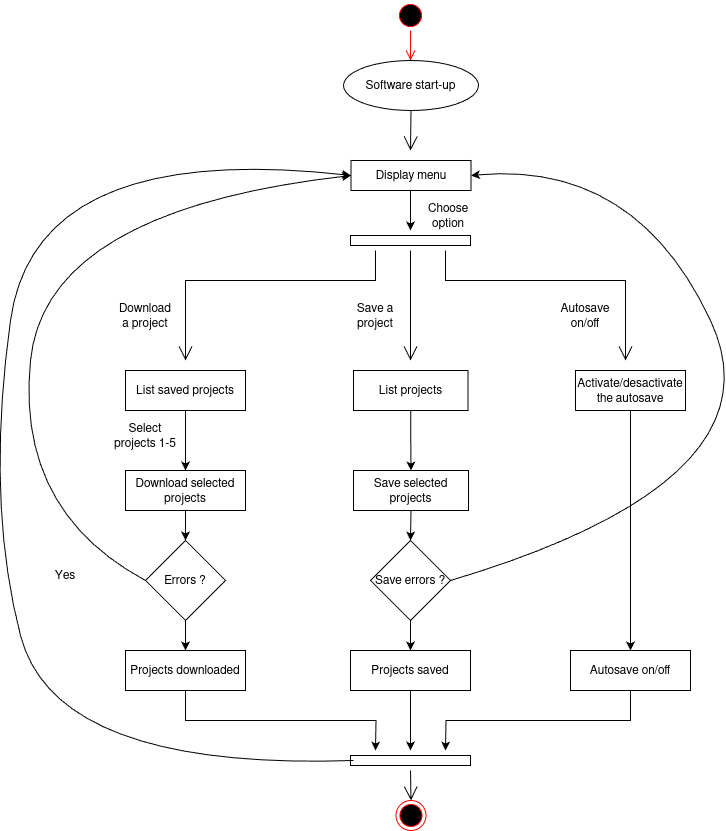 Software start-up
Display menu
Choose
option
Download
a project
Save a
project
Autosave
on/off
List saved projects
List projects
Activate/desactivate
the autosave
Select
projects 1-5
Download selected
projects
Save selected
projects
Errors ?
Save errors ?
Yes
Projects downloaded
Projects saved
Autosave on/off